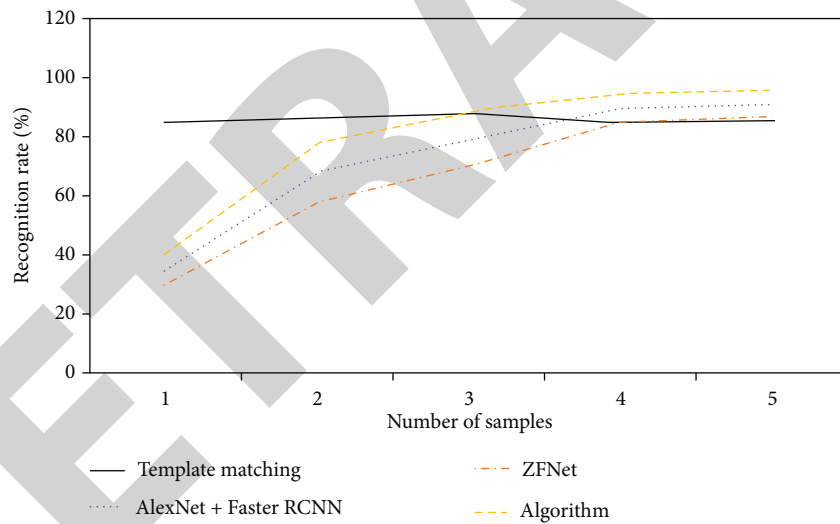 120
100
80
60
40
20
0
Recognition rate (%)
1 2 3 4 5
Number of samples
Template matching
ZFNet
AlexNet + Faster RCNN
Algorithm
ETRA